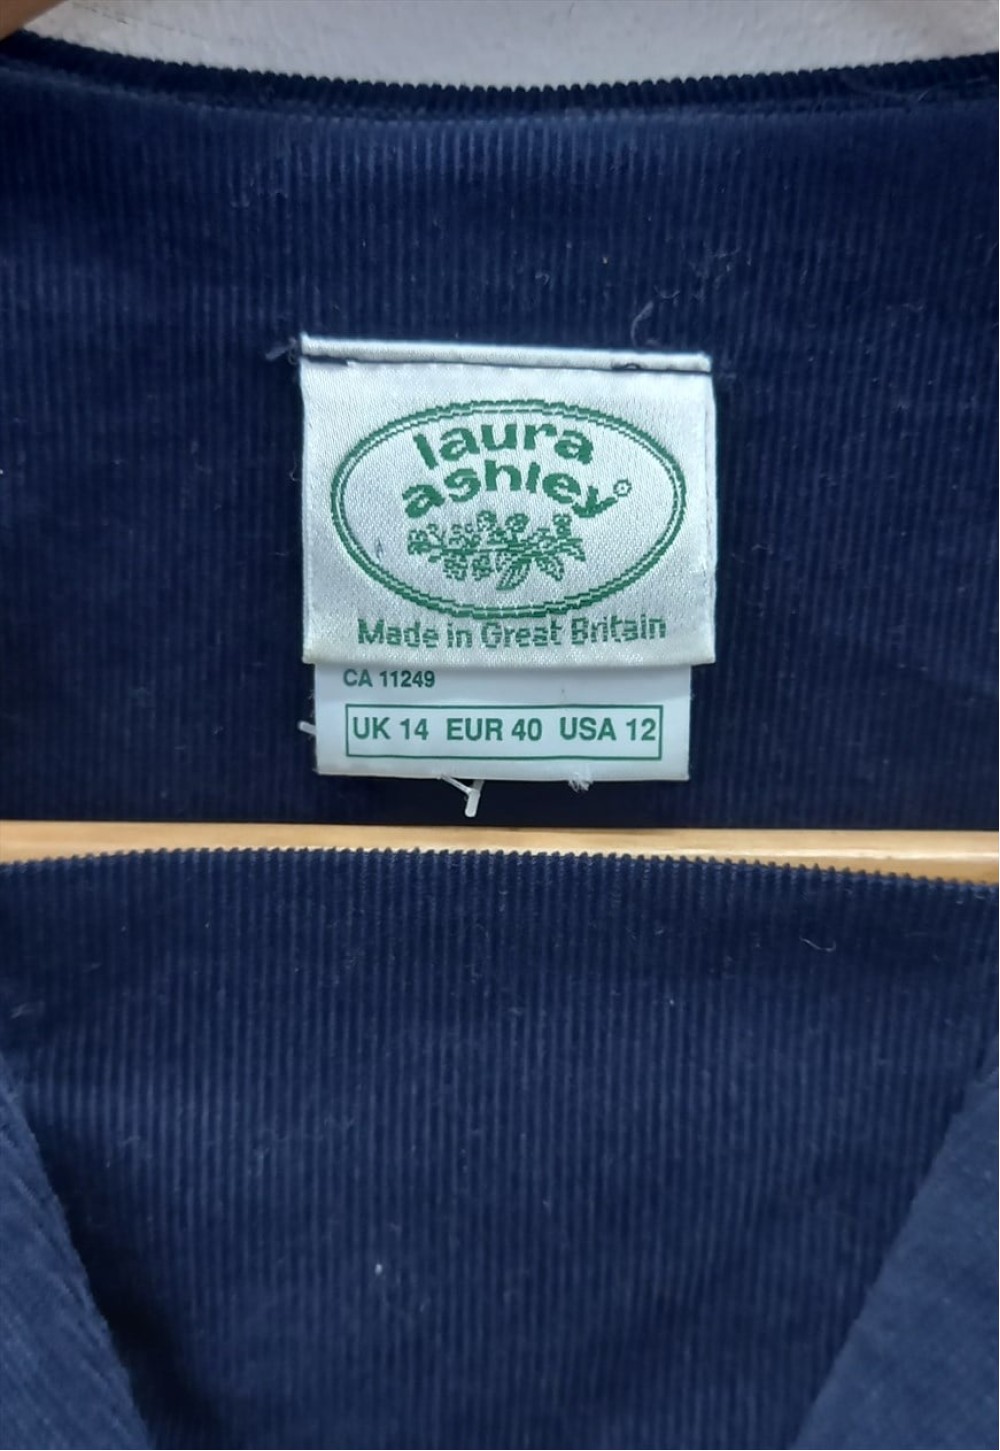 laura
ashley®
Made in Great Britain
CA 11249
UK 14 EUR 40 USA 12